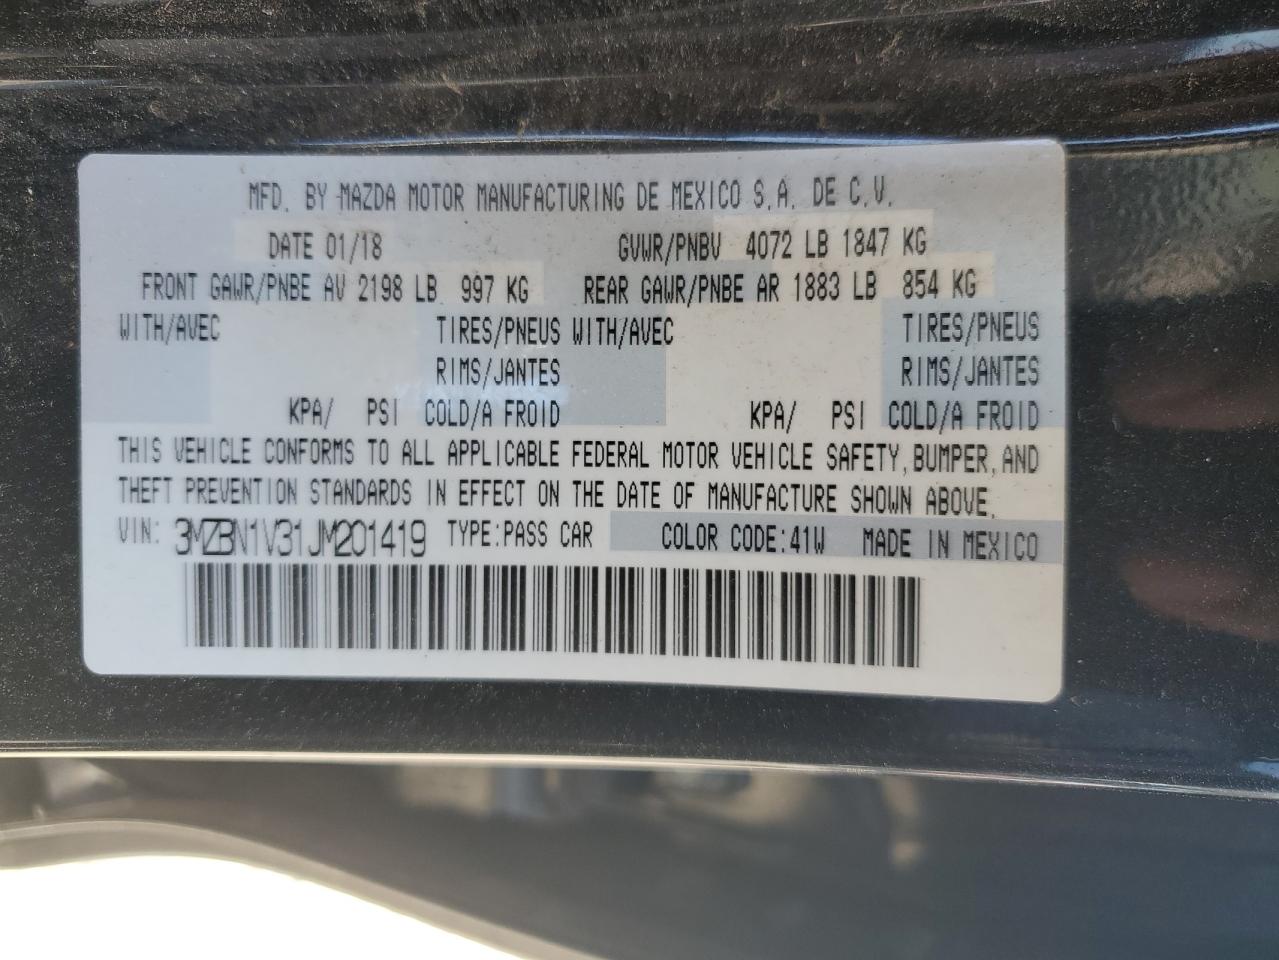 MFD. BY MAZDA MOTOR MANUFACTURING DE MEXICO S.A. DE C.V.
DATE 01/18 GVWR/PNBV 4072 LB 1847 KG
FRONT GAWR/PNBE AV 2198 LB 997 KG REAR GAWR/PNBE AR 1883 LB 854 KG
WITH/AVEC TIRES/PNEUS WITH/AVEC TIRES/PNEUS
RIMS/JANTES RIMS/JANTES
KPA/ PSI COLD/A FROID KPA/ PSI COLD/A FROID
THIS VEHICLE CONFORMS TO ALL APPLICABLE FEDERAL MOTOR VEHICLE SAFETY, BUMPER, AND
THEFT PREVENTION STANDARDS IN EFFECT ON THE DATE OF MANUFACTURE SHOWN ABOVE.
VIN: 3MZBN1V31JM201419 TYPE:PASS CAR COLOR CODE:41W MADE IN MEXICO